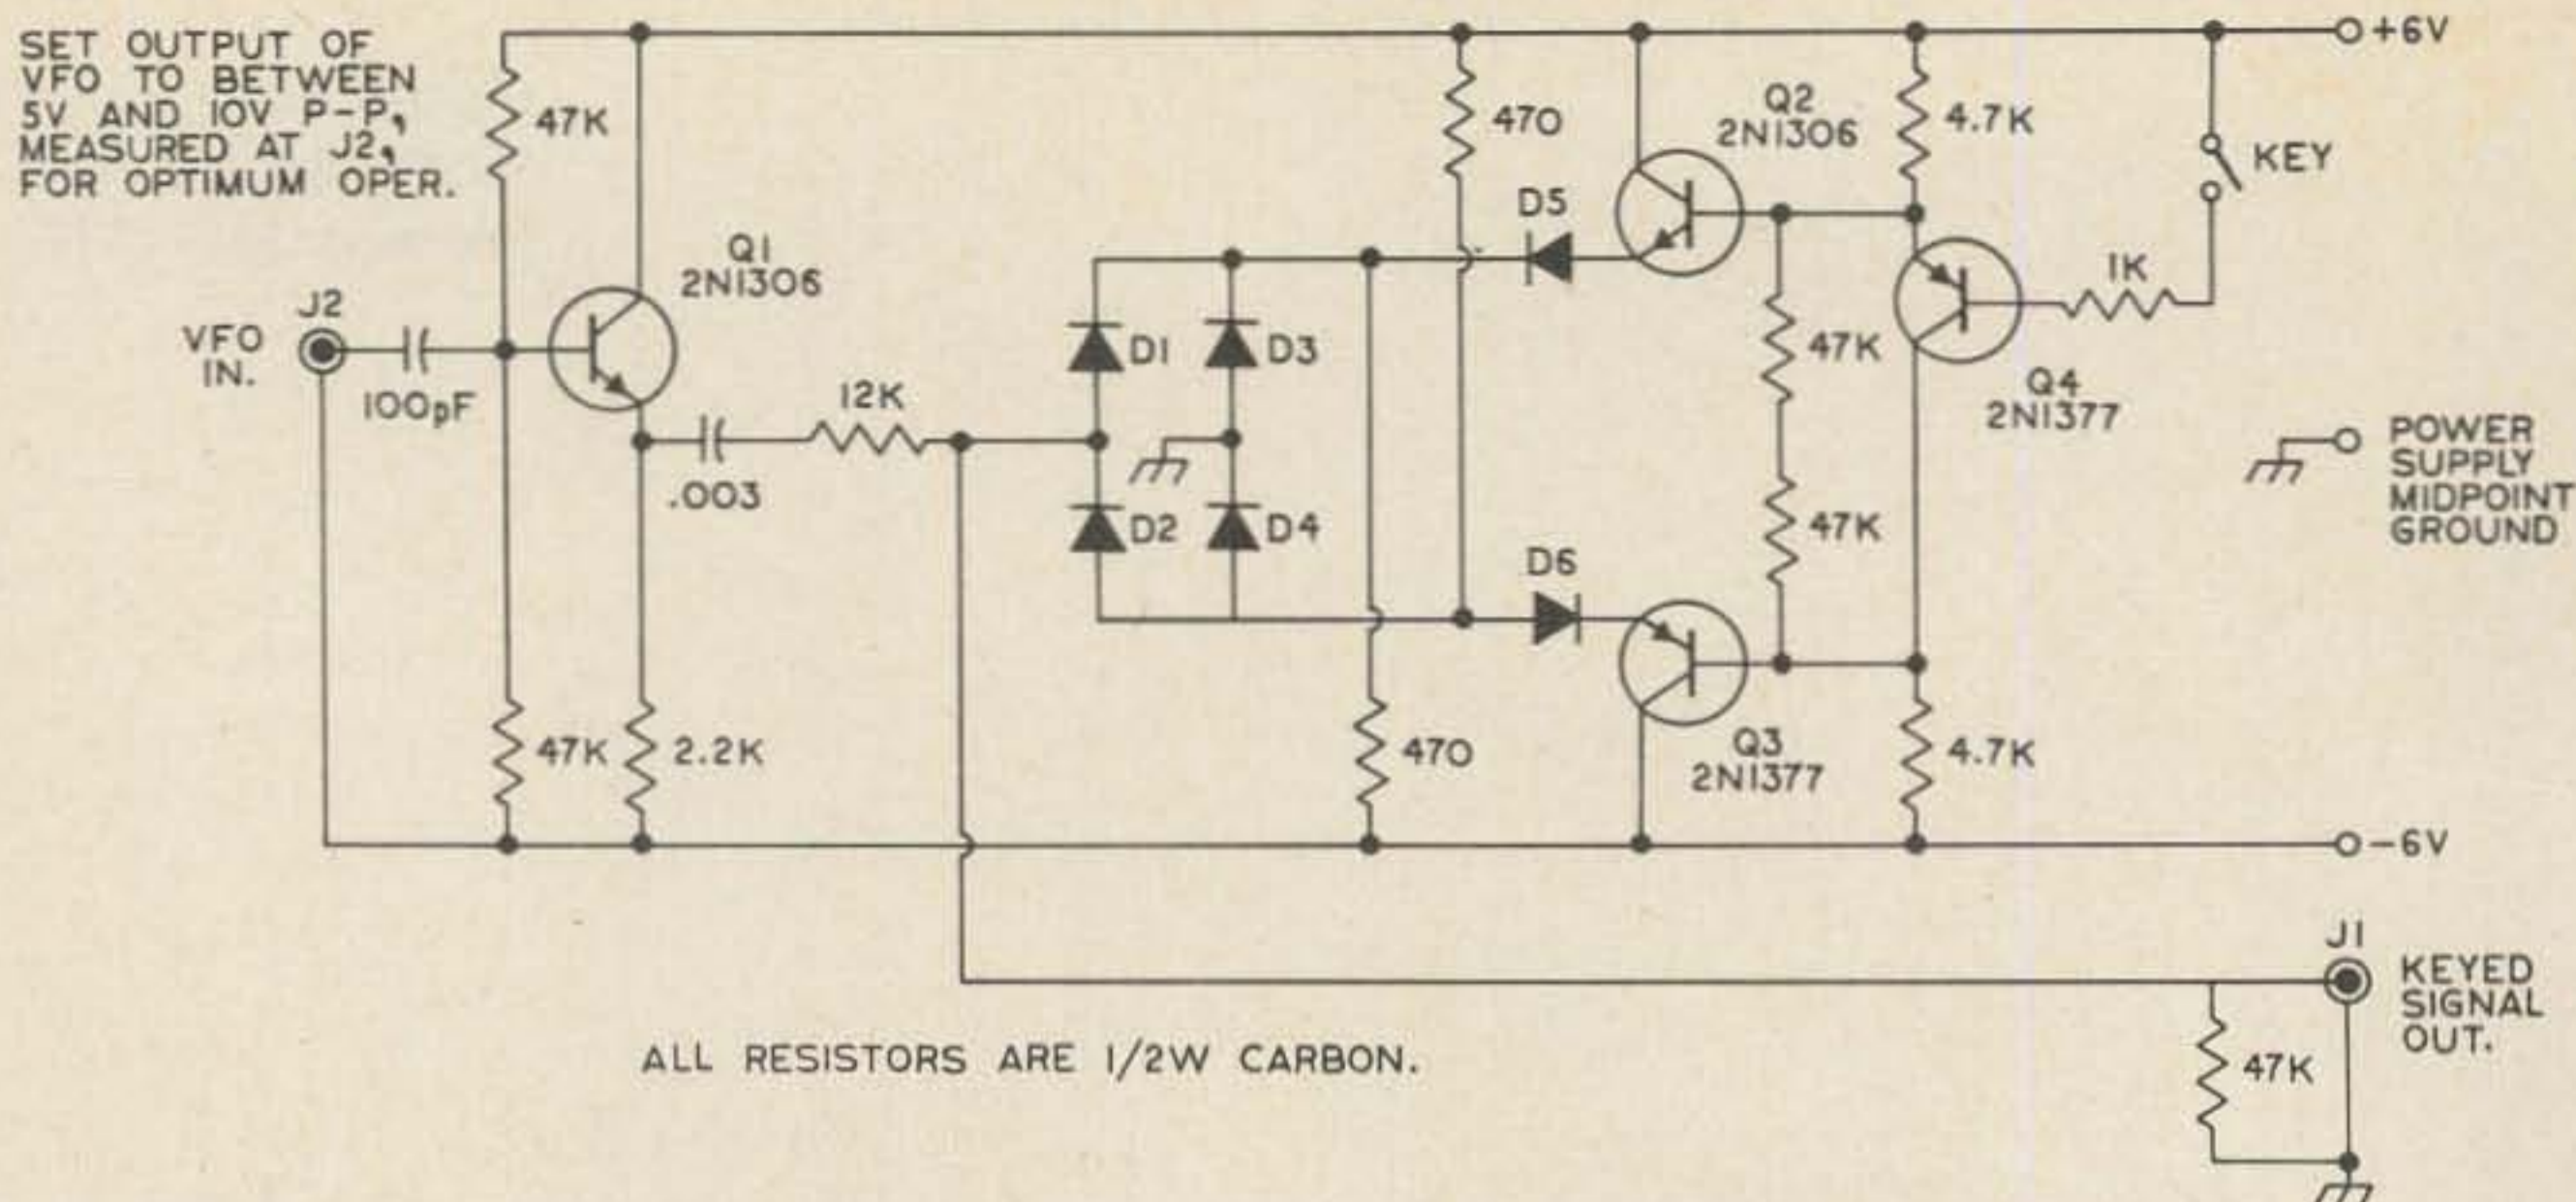 SET OUTPUT OF
VFO TO BETWEEN
5V AND 10V P-P,
MEASURED AT J2,
FOR OPTIMUM OPER.
47K
+6V
470
Q2
2N1306
4.7K
KEY
D5
Q1
2N1306
1K
J2
VFO
IN.
100pF
D1
D3
47K
Q4
2N1377
12K
.003
POWER
SUPPLY
MIDPOINT
GROUND
D2
D4
47K
D6
47K
2.2K
470
Q3
2N1377
4.7K
-6V
J1
KEYED
SIGNAL
OUT.
47K
ALL RESISTORS ARE 1/2W CARBON.